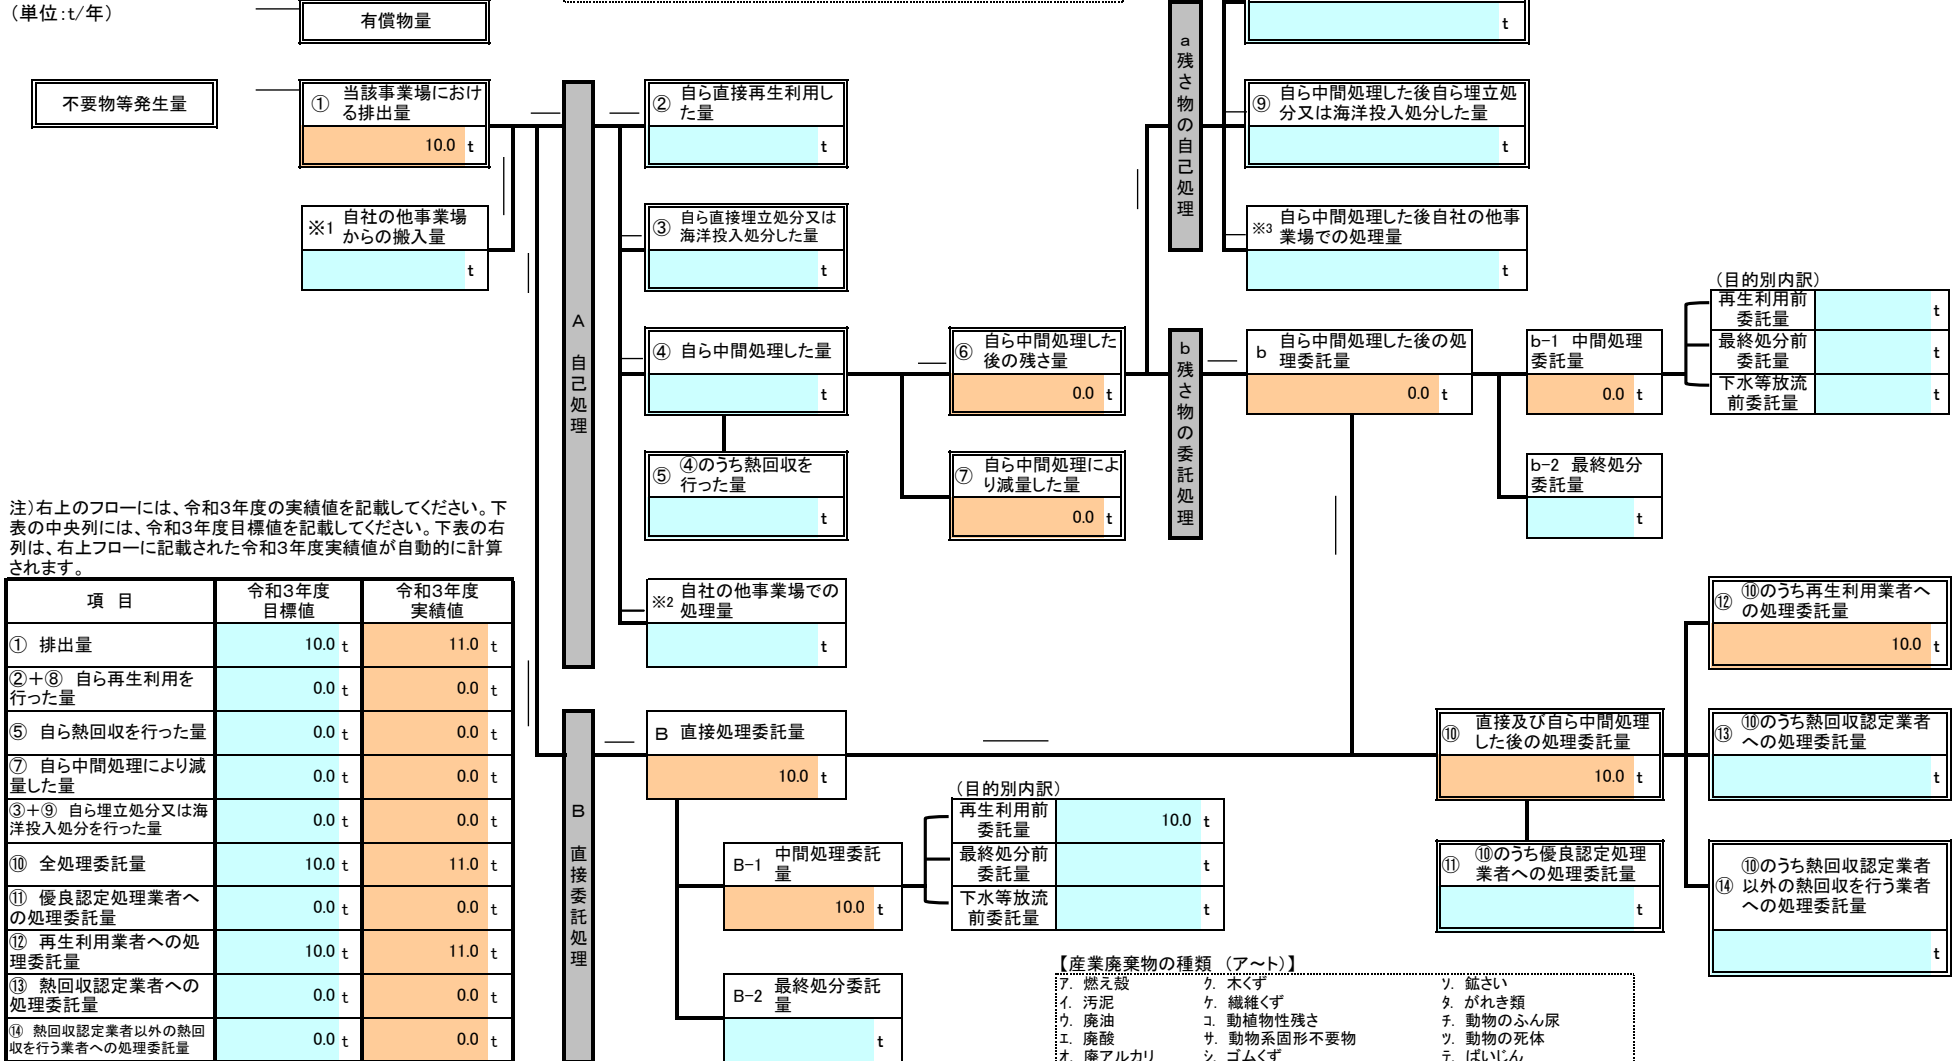 （単位：t/年）
有償物量
t
不要物等発生量
①
当該事業場におけ
る排出量
10.0 t
※1
自社の他事業場
からの搬入量
t
A
自
己
処
理
②
自ら直接再生利用し
た量
t
③
自ら直接埋立処分又は
海洋投入処分した量
t
④ 自ら中間処理した量
t
⑤
④のうち熱回収を
行った量
t
※2
自社の他事業場での
処理量
t
⑥
自ら中間処理した
後の残さ量
0.0 t
⑦
自ら中間処理によ
り減量した量
0.0 t
a
残
さ
物
の
自
己
処
理
⑨
自ら中間処理した後自ら埋立処
分又は海洋投入処分した量
t
※3
自ら中間処理した後自社の他事
業場での処理量
t
b
残
さ
物
の
委
託
処
理
b
自ら中間処理した後の処
理委託量
0.0 t
b-1 中間処理
委託量
0.0 t
b-2 最終処分
委託量
t
（目的別内訳）
再生利用前
委託量
t
最終処分前
委託量
t
下水等放流
前委託量
t
注）右上のフローには、令和3年度の実績値を記載してください。下
表の中央列には、令和3年度目標値を記載してください。下表の右
列は、右上フローに記載された令和3年度実績値が自動的に計算
されます。
項 目
令和3年度
目標値
令和3年度
実績値
① 排出量 10.0 t 11.0 t
②＋⑧ 自ら再生利用を
行った量
0.0 t 0.0 t
⑤ 自ら熱回収を行った量 0.0 t 0.0 t
⑦ 自ら中間処理により減
量した量
0.0 t 0.0 t
③＋⑨ 自ら埋立処分又は海
洋投入処分を行った量
0.0 t 0.0 t
⑩ 全処理委託量 10.0 t 11.0 t
⑪ 優良認定処理業者へ
の処理委託量
0.0 t 0.0 t
⑫ 再生利用業者への処
理委託量
10.0 t 11.0 t
⑬ 熱回収認定業者への
処理委託量
0.0 t 0.0 t
⑭ 熱回収認定業者以外の熱回
収を行う業者への処理委託量
0.0 t 0.0 t
B
直
接
委
託
処
理
B 直接処理委託量
10.0 t
B-1
中間処理委託
量
10.0 t
B-2
最終処分委託
量
t
（目的別内訳）
再生利用前
委託量
10.0 t
最終処分前
委託量
t
下水等放流
前委託量
t
⑩
直接及び自ら中間処理
した後の処理委託量
10.0 t
⑪
⑩のうち優良認定処理
業者への処理委託量
t
⑫
⑩のうち再生利用業者へ
の処理委託量
10.0 t
⑬
⑩のうち熱回収認定業者
への処理委託量
t
⑭
⑩のうち熱回収認定業者
以外の熱回収を行う業者
への処理委託量
t
【産業廃棄物の種類 （ア～ト）】
ア. 燃え殻 ク. 木くず ソ. 鉱さい
イ. 汚泥 ケ. 繊維くず タ. がれき類
ウ. 廃油 コ. 動植物性残さ チ. 動物のふん尿
エ. 廃酸 サ. 動物系固形不要物 ツ. 動物の死体
オ. 廃アルカリ シ. ゴムくず テ. ばいじん